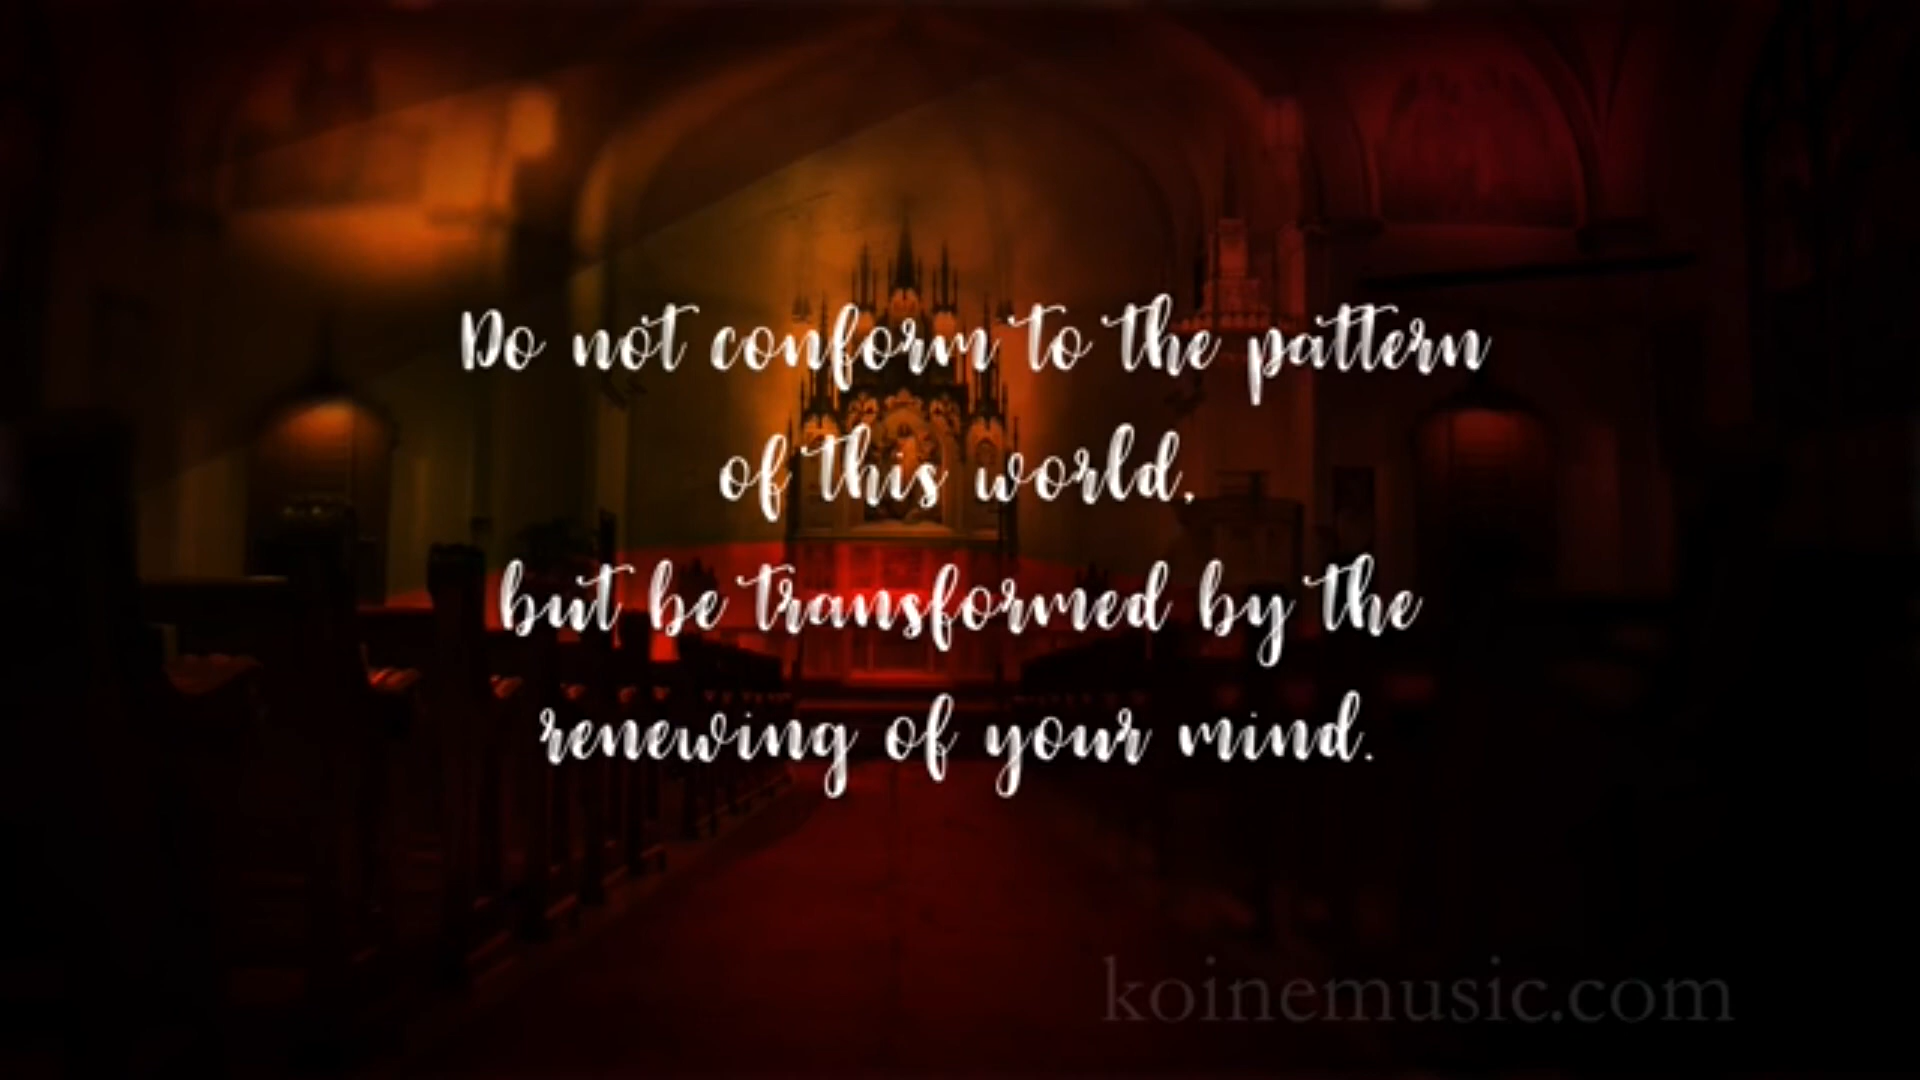 Do not conform to the pattern
of this world,
but be transformed by the
renewing of your mind.
koinemusic.com